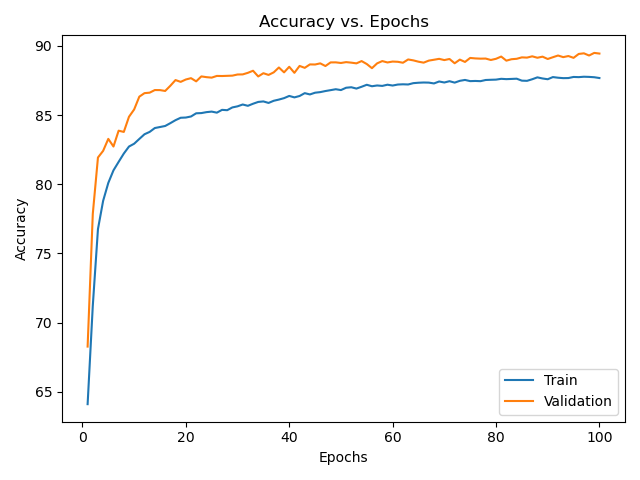 Accuracy vs. Epochs
90
85
80
75
70
65
Accuracy
0 20 40 60 80 100
Epochs
Train
Validation